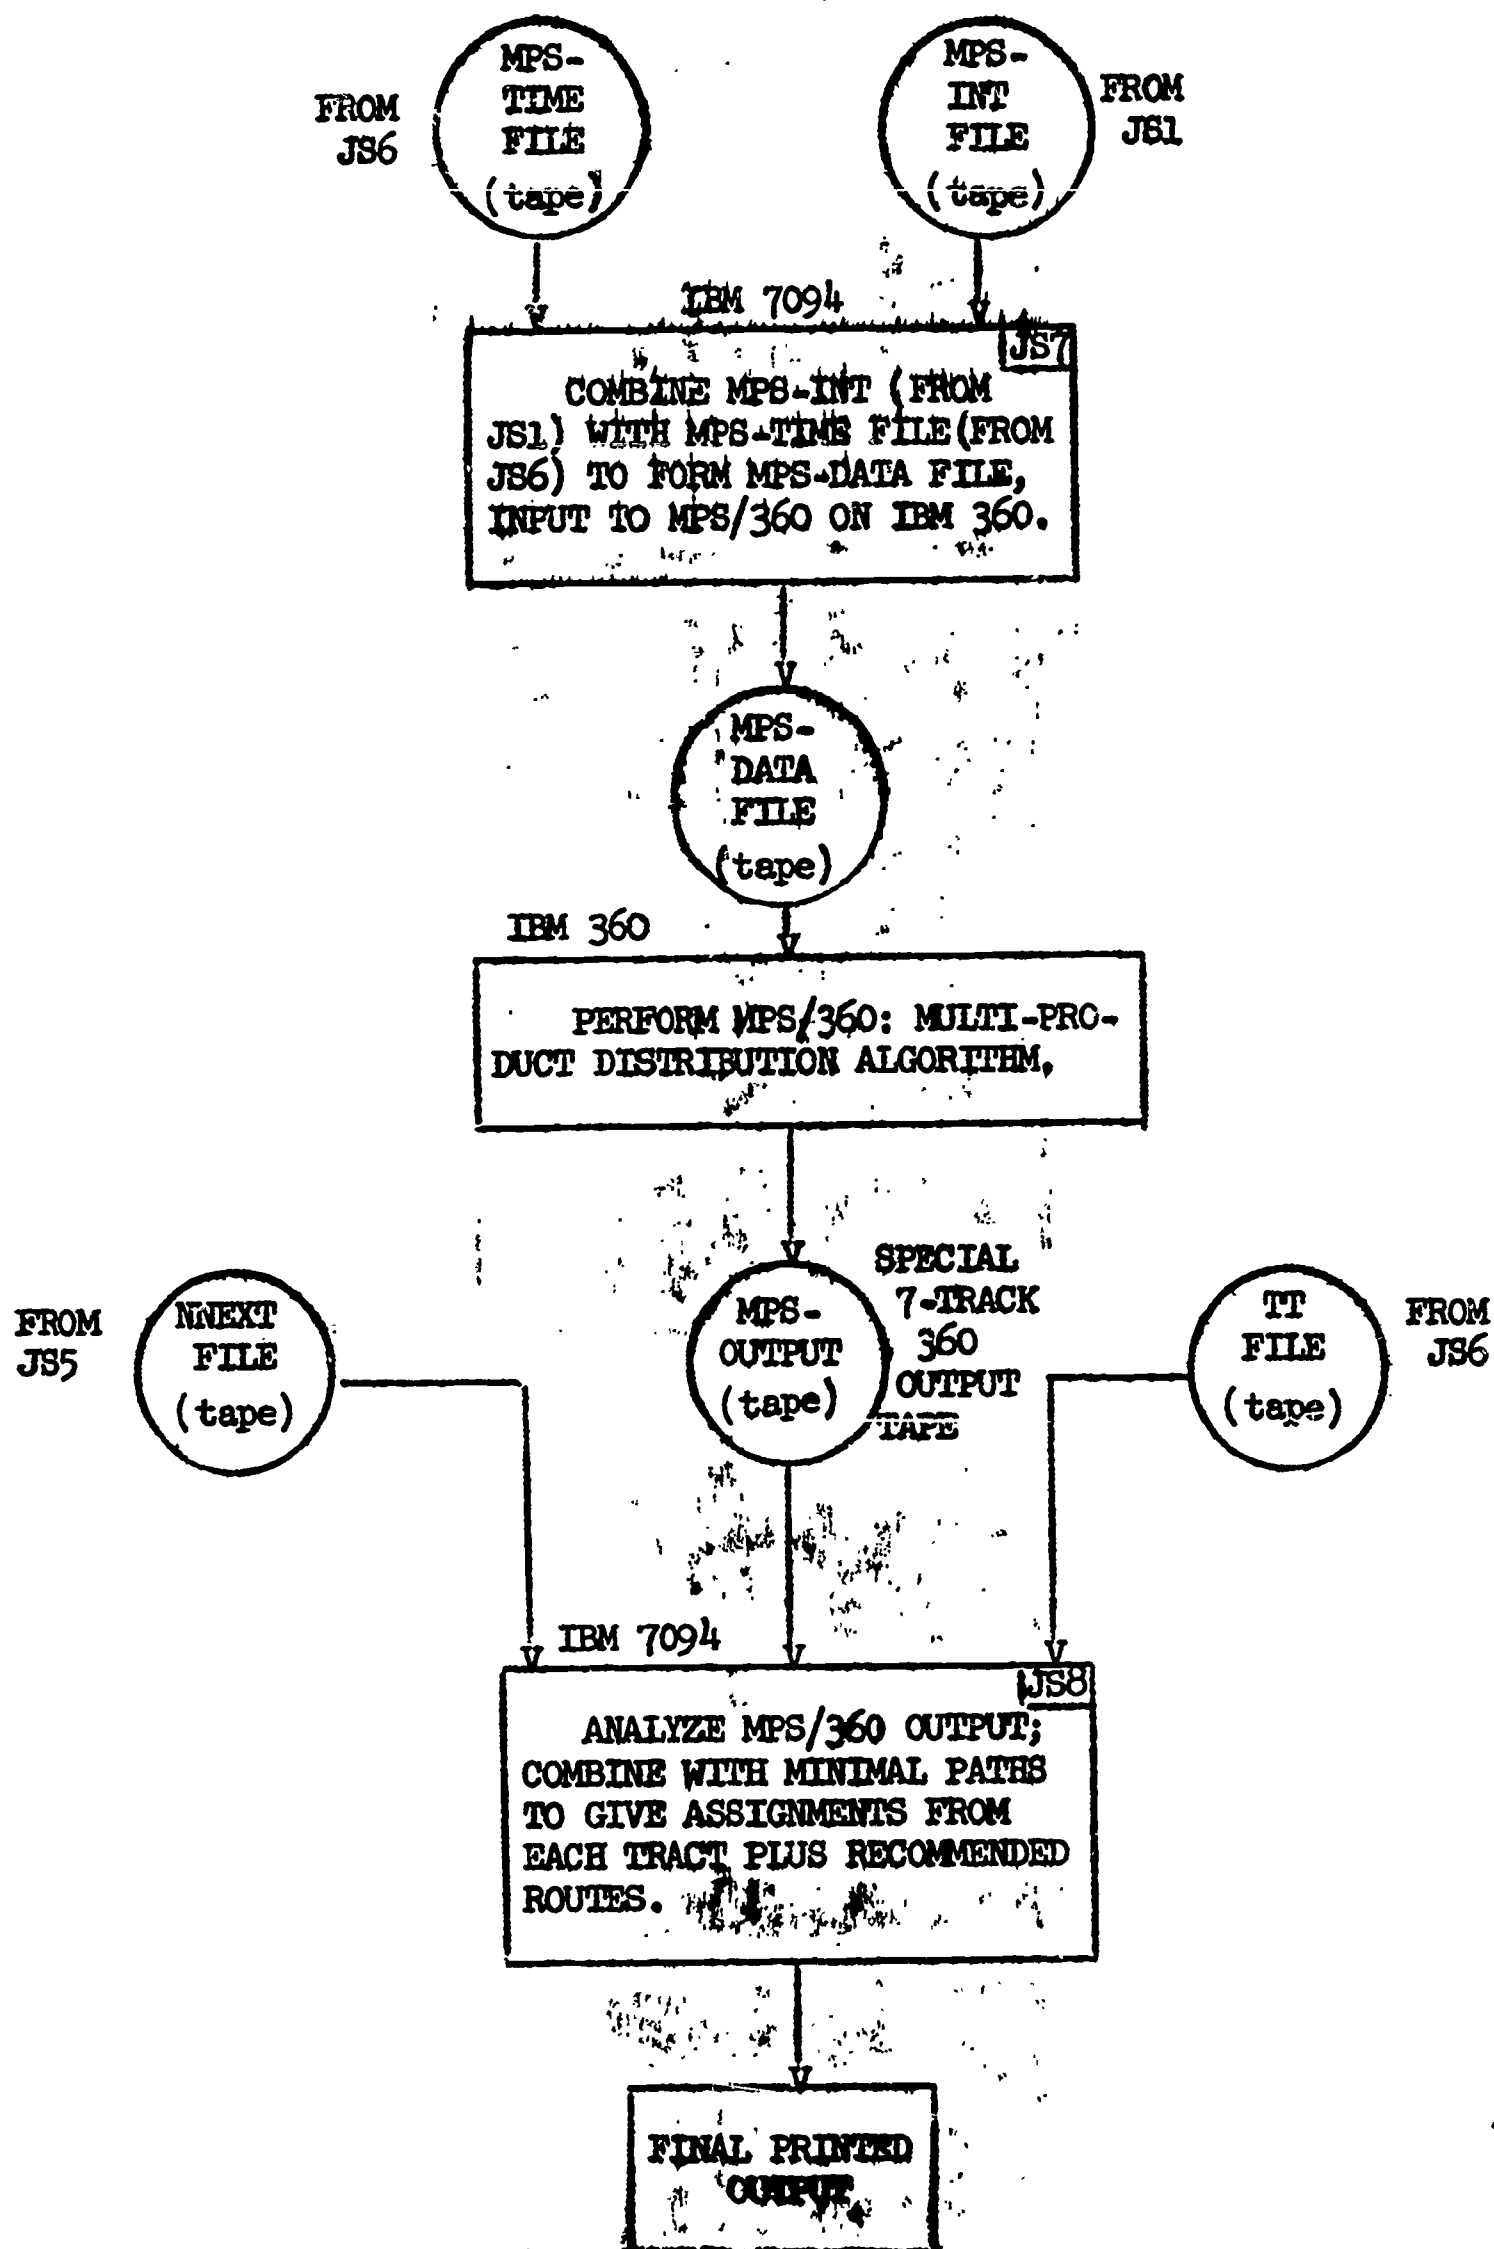 MPS-
TIME
FILE
(tape)
FROM
JS6
MPS-
INT
FILE
(tape)
FROM
JS1
IBM 7094
JS7
COMBINE MPS-INT (FROM
JS1) WITH MPS-TIME FILE(FROM
JS6) TO FORM MPS-DATA FILE,
INPUT TO MPS/360 ON IBM 360.
MPS-
DATA
FILE
(tape)
IBM 360
PERFORM MPS/360: MULTI-PRO-
DUCT DISTRIBUTION ALGORITHM.
FROM
JS5
NNEXT
FILE
(tape)
MPS-
OUTPUT
(tape)
SPECIAL
7-TRACK
360
OUTPUT
TAPE
TT
FILE
(tape)
FROM
JS6
IBM 7094
JS8
ANALYZE MPS/360 OUTPUT;
COMBINE WITH MINIMAL PATHS
TO GIVE ASSIGNMENTS FROM
EACH TRACT PLUS RECOMMENDED
ROUTES.
FINAL PRINTED
OUTPUT